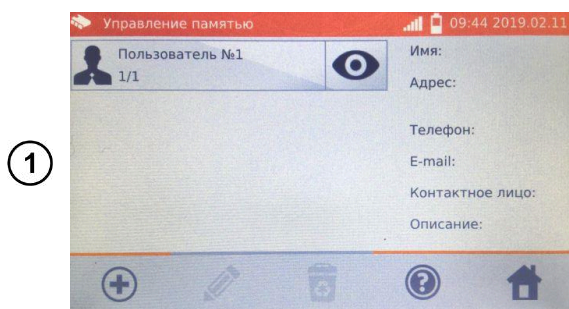 Управление памятью
09:44 2019.02.11
Пользователь №1
1/1
Имя:
Адрес:
Телефон:
E-mail:
Контактное лицо:
Описание:
1